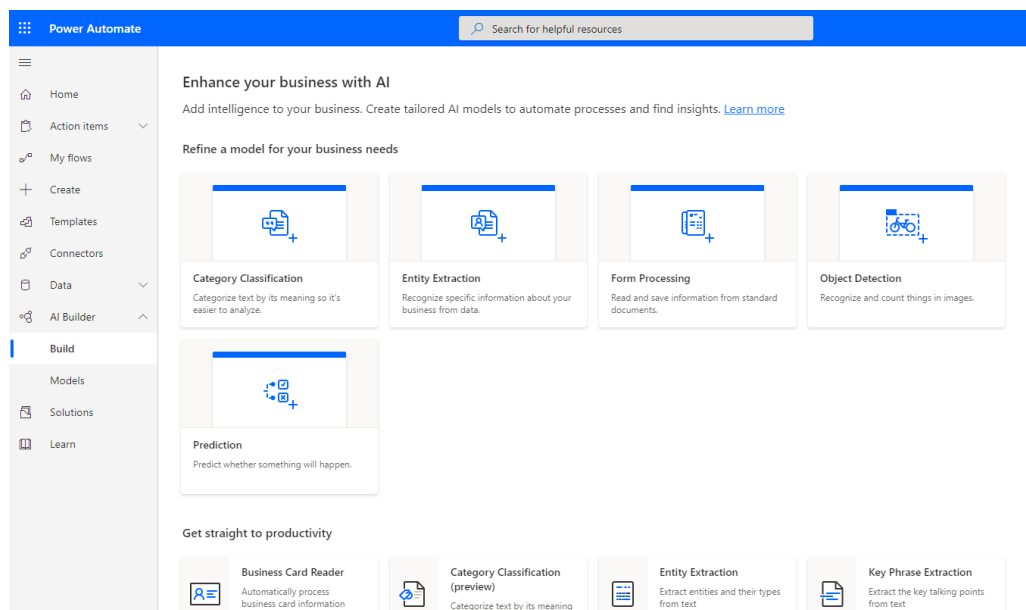 Power Automate
Search for helpful resources
Home
Action items
My flows
Create
Templates
Connectors
Data
AI Builder
Build
Models
Solutions
Learn
Enhance your business with AI
Add intelligence to your business. Create tailored AI models to automate processes and find insights. Learn more
Refine a model for your business needs
Category Classification
Categorize text by its meaning so it's
easier to analyze.
Entity Extraction
Recognize specific information about your
business from data.
Form Processing
Read and save information from standard
documents.
Object Detection
Recognize and count things in images.
Prediction
Predict whether something will happen.
Get straight to productivity
Business Card Reader
Automatically process
business card information
Category Classification
(preview)
Categorize text by its meaning
Entity Extraction
Extract entities and their types
from text
Key Phrase Extraction
Extract the key talking points
from text